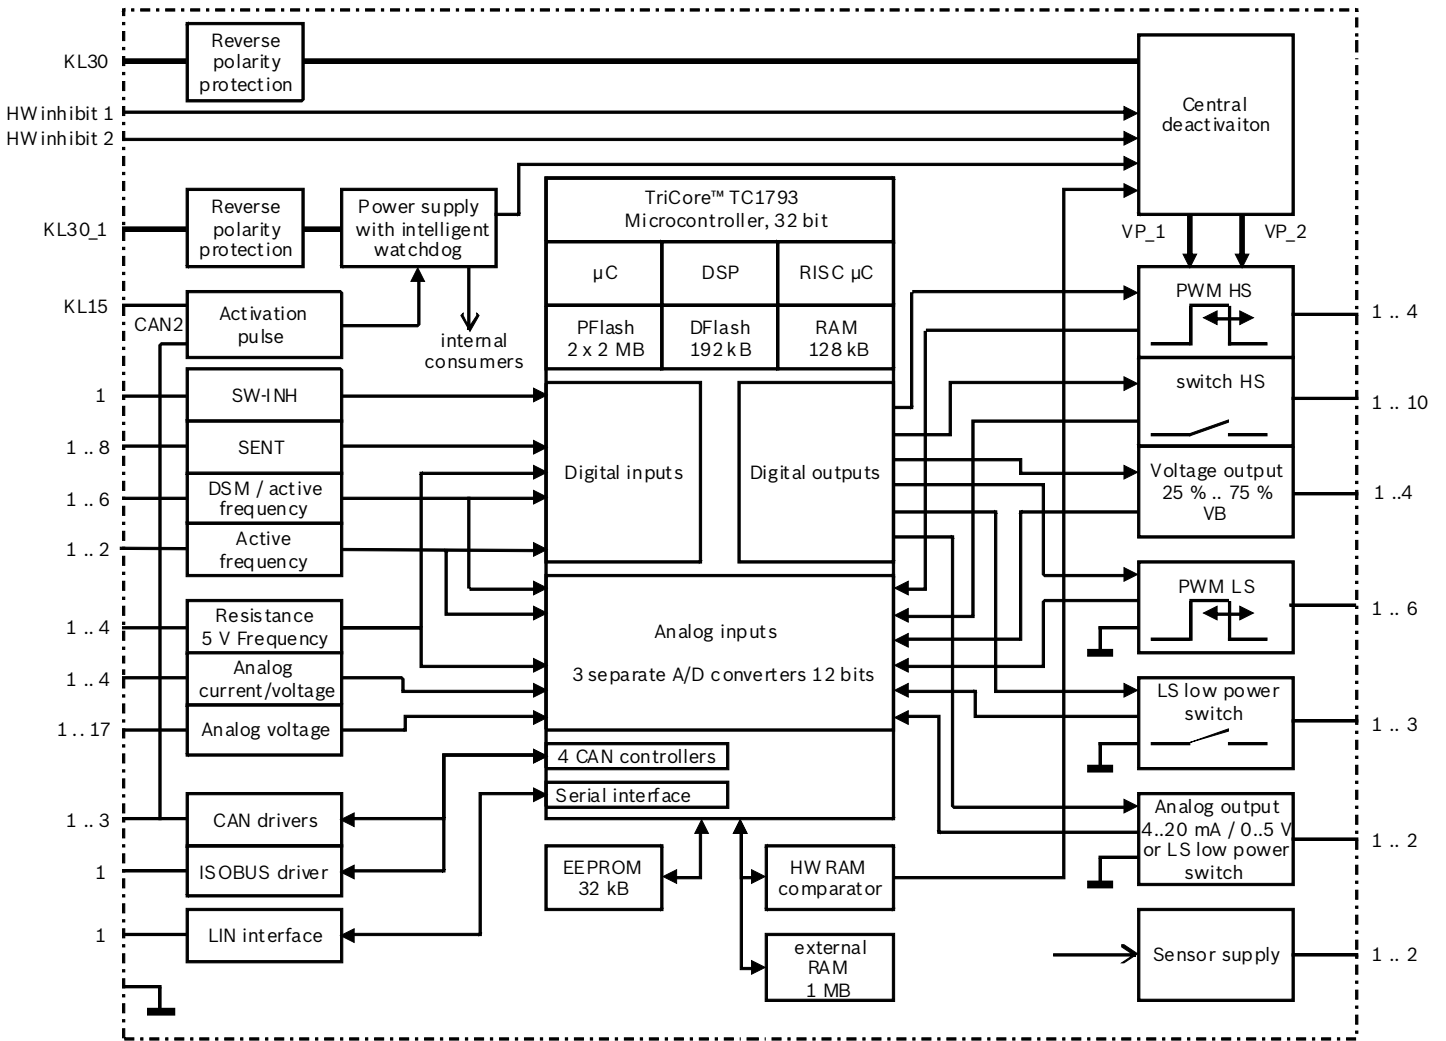 KL30
Reverse
polarity
protection
HW inhibit 1
HW inhibit 2
Central
deactivaiton
KL30_1
Reverse
polarity
protection
Power supply
with intelligent
watchdog
internal
consumers
KL15
CAN2
Activation
pulse
1
SW-INH
1 .. 8
SENT
1 .. 6
DSM / active
frequency
1 .. 2
Active
frequency
1 .. 4
Resistance
5 V Frequency
1 .. 4
Analog
current/voltage
1 .. 17
Analog voltage
1 .. 3
CAN drivers
1
ISOBUS driver
1
LIN interface
TriCore™ TC1793
Microcontroller, 32 bit
µC
DSP
RISC µC
PFlash
2 x 2 MB
DFlash
192 kB
RAM
128 kB
Digital inputs
Digital outputs
Analog inputs
3 separate A/D converters 12 bits
4 CAN controllers
Serial interface
EEPROM
32 kB
HW RAM
comparator
external
RAM
1 MB
VP_1
VP_2
PWM HS
1 .. 4
switch HS
1 .. 10
Voltage output
25 % .. 75 %
VB
1 ..4
PWM LS
1 .. 6
LS low power
switch
1 .. 3
Analog output
4..20 mA / 0..5 V
or LS low power
switch
1 .. 2
Sensor supply
1 .. 2